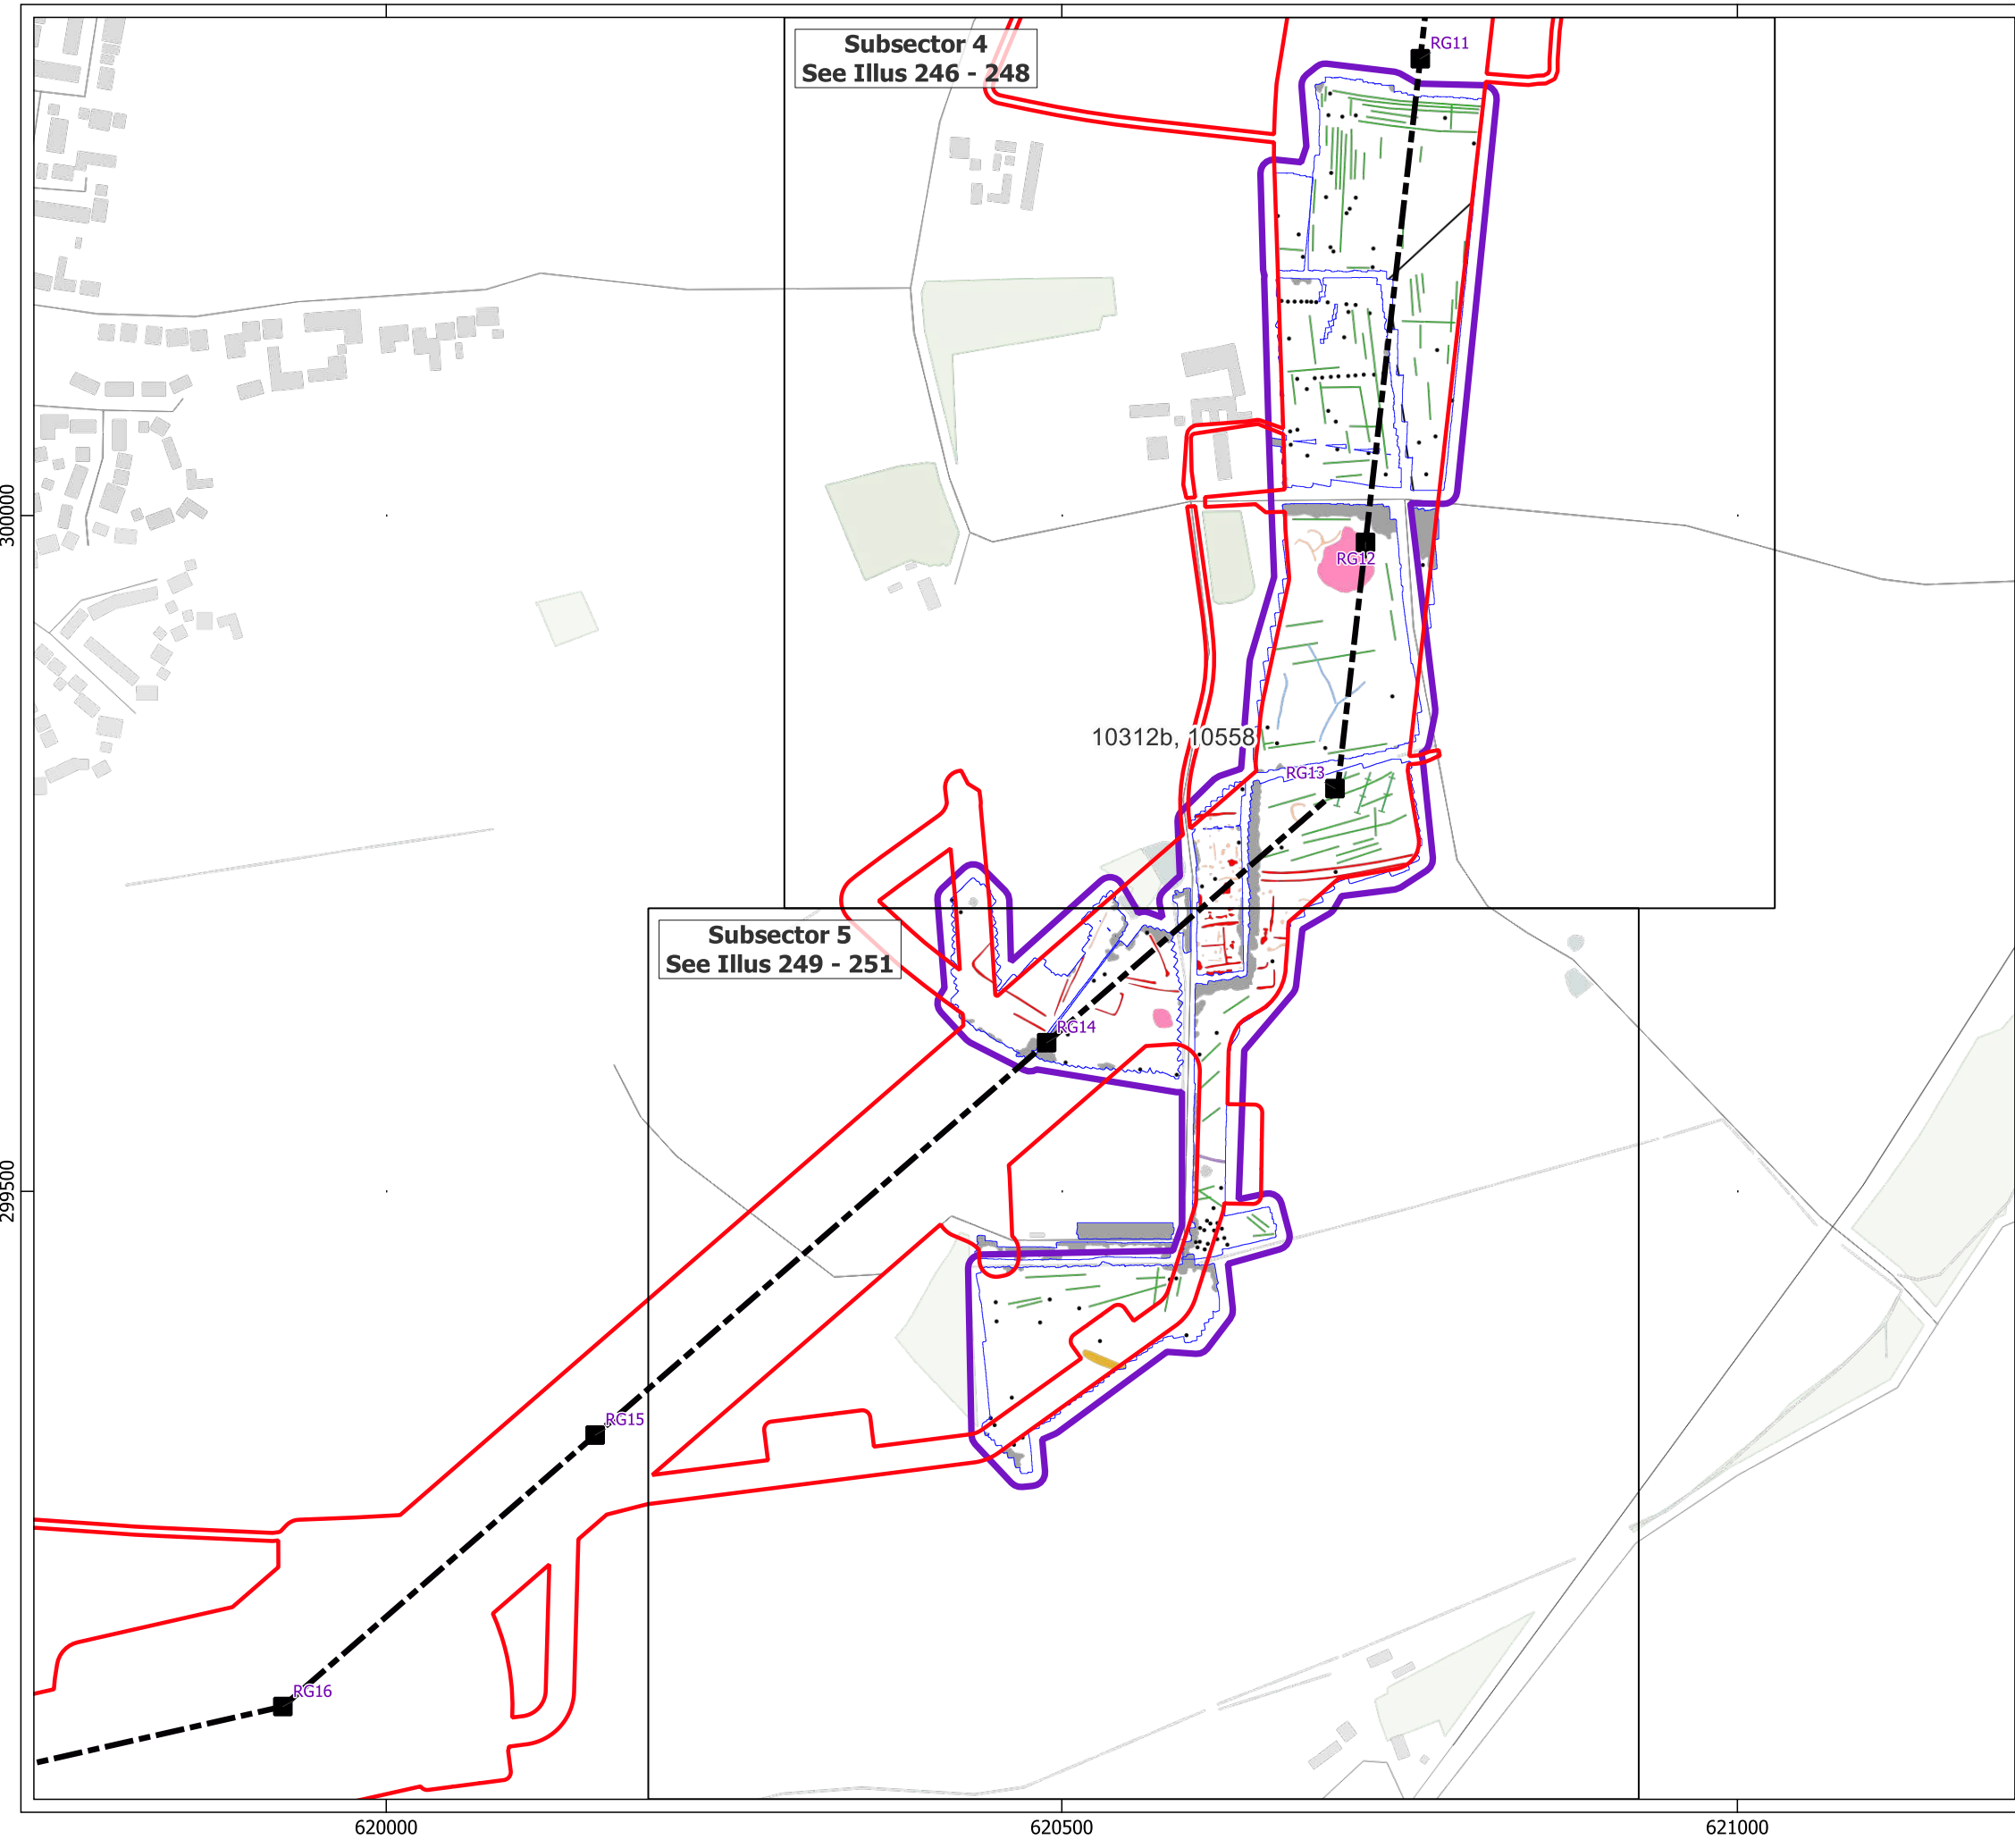 Subsector 4
See Illus 246 - 248
RG11
300000
RG12
10312b, 10558
RG13
Subsector 5
See Illus 249 - 251
RG14
299500
RG15
RG16
620000
620500
621000